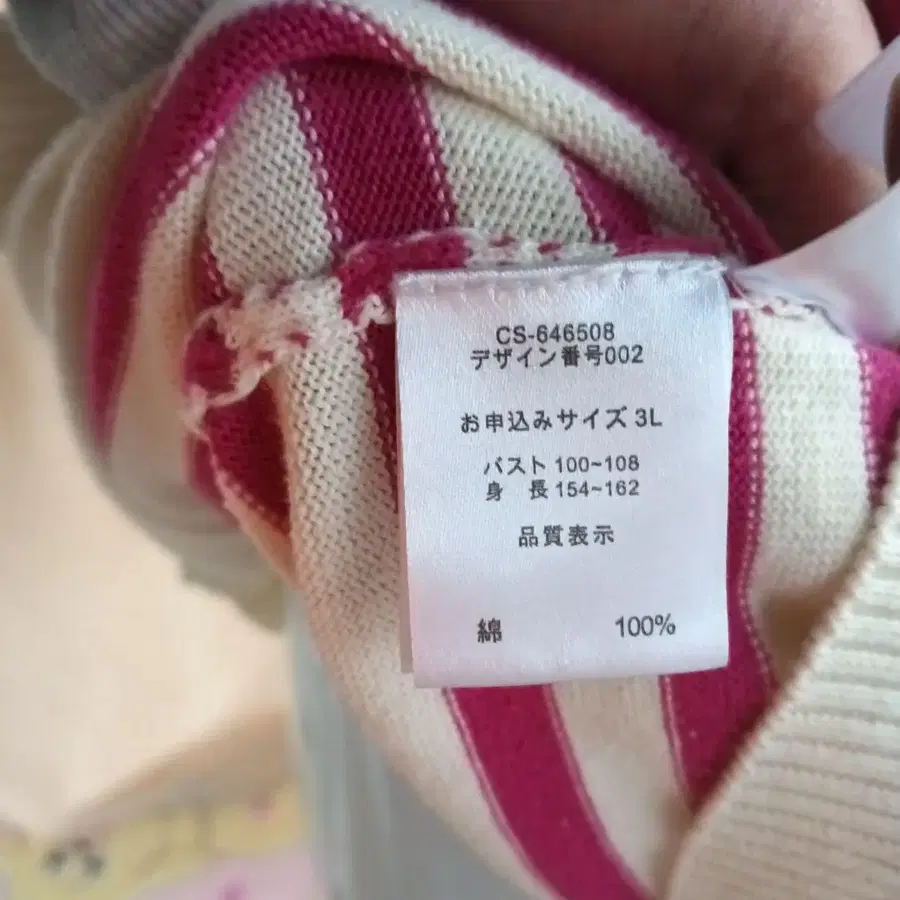 CS-646508
デザイン番号002
お申込みサイズ 3L
バスト 100~108
身 長 154~162
品質表示
綿 100%